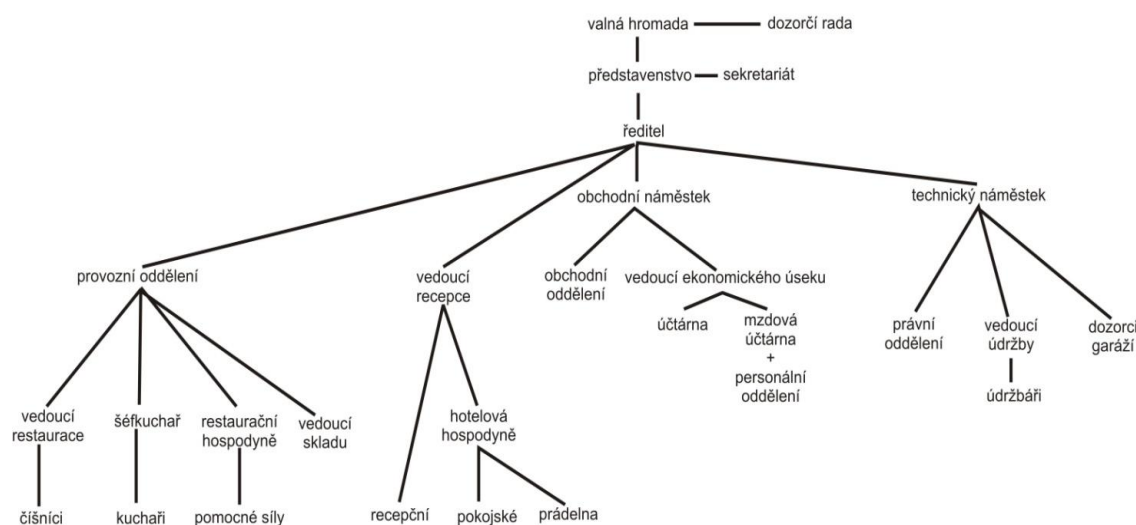 valná hromada
dozorčí rada
představenstvo
sekretariát
ředitel
obchodní náměstek
technický náměstek
provozní oddělení
vedoucí
recepce
obchodní
oddělení
vedoucí ekonomického úseku
účtárna
mzdová
účtárna
+
personální
oddělení
právní
oddělení
vedoucí
údržby
dozorci
garáží
údržbáři
vedoucí
restaurace
šéfkuchař
restaurační
hospodyně
vedoucí
skladu
hotelová
hospodyně
číšníci
kuchaři
pomocné síly
recepční
pokojské
prádelna